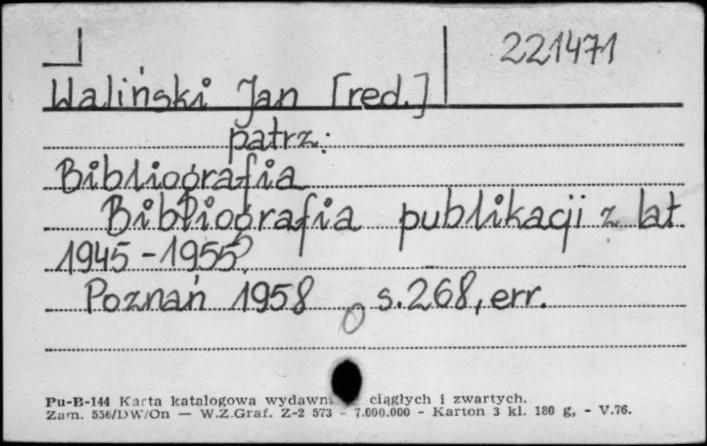 221471
Waliński Jan [red.]
patrz:
Bibliografia
Bibliografia publikacji z lat
1945-1955?
Poznań 1958 s.268, err.
Pu-B-144 Karta katalogowa wydawn ciągłych i zwartych.
Zam. 556/DW/On — W.Z.Graf. Z-2 573 - 7.000.000 - Karton 3 kl. 180 g, - V.76.